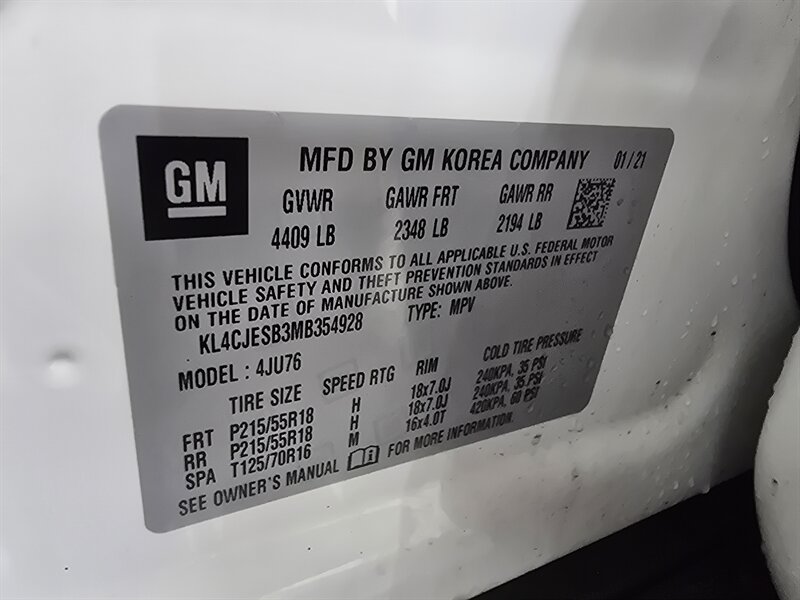 GM
MFD BY GM KOREA COMPANY 01/21
GVWR GAWR FRT GAWR RR
4409 LB 2348 LB 2194 LB
THIS VEHICLE CONFORMS TO ALL APPLICABLE U.S. FEDERAL MOTOR
VEHICLE SAFETY AND THEFT PREVENTION STANDARDS IN EFFECT
ON THE DATE OF MANUFACTURE SHOWN ABOVE.
KL4CJESB3MB354928 TYPE: MPV
MODEL : 4JU76
TIRE SIZE SPEED RTG RIM COLD TIRE PRESSURE
FRT P215/55R18 H 18x7.0J 240KPA, 35 PSI
RR P215/55R18 H 18x7.0J 240KPA, 35 PSI
SPA T125/70R16 M 16x4.0T 420KPA, 60 PSI
SEE OWNER'S MANUAL FOR MORE INFORMATION.